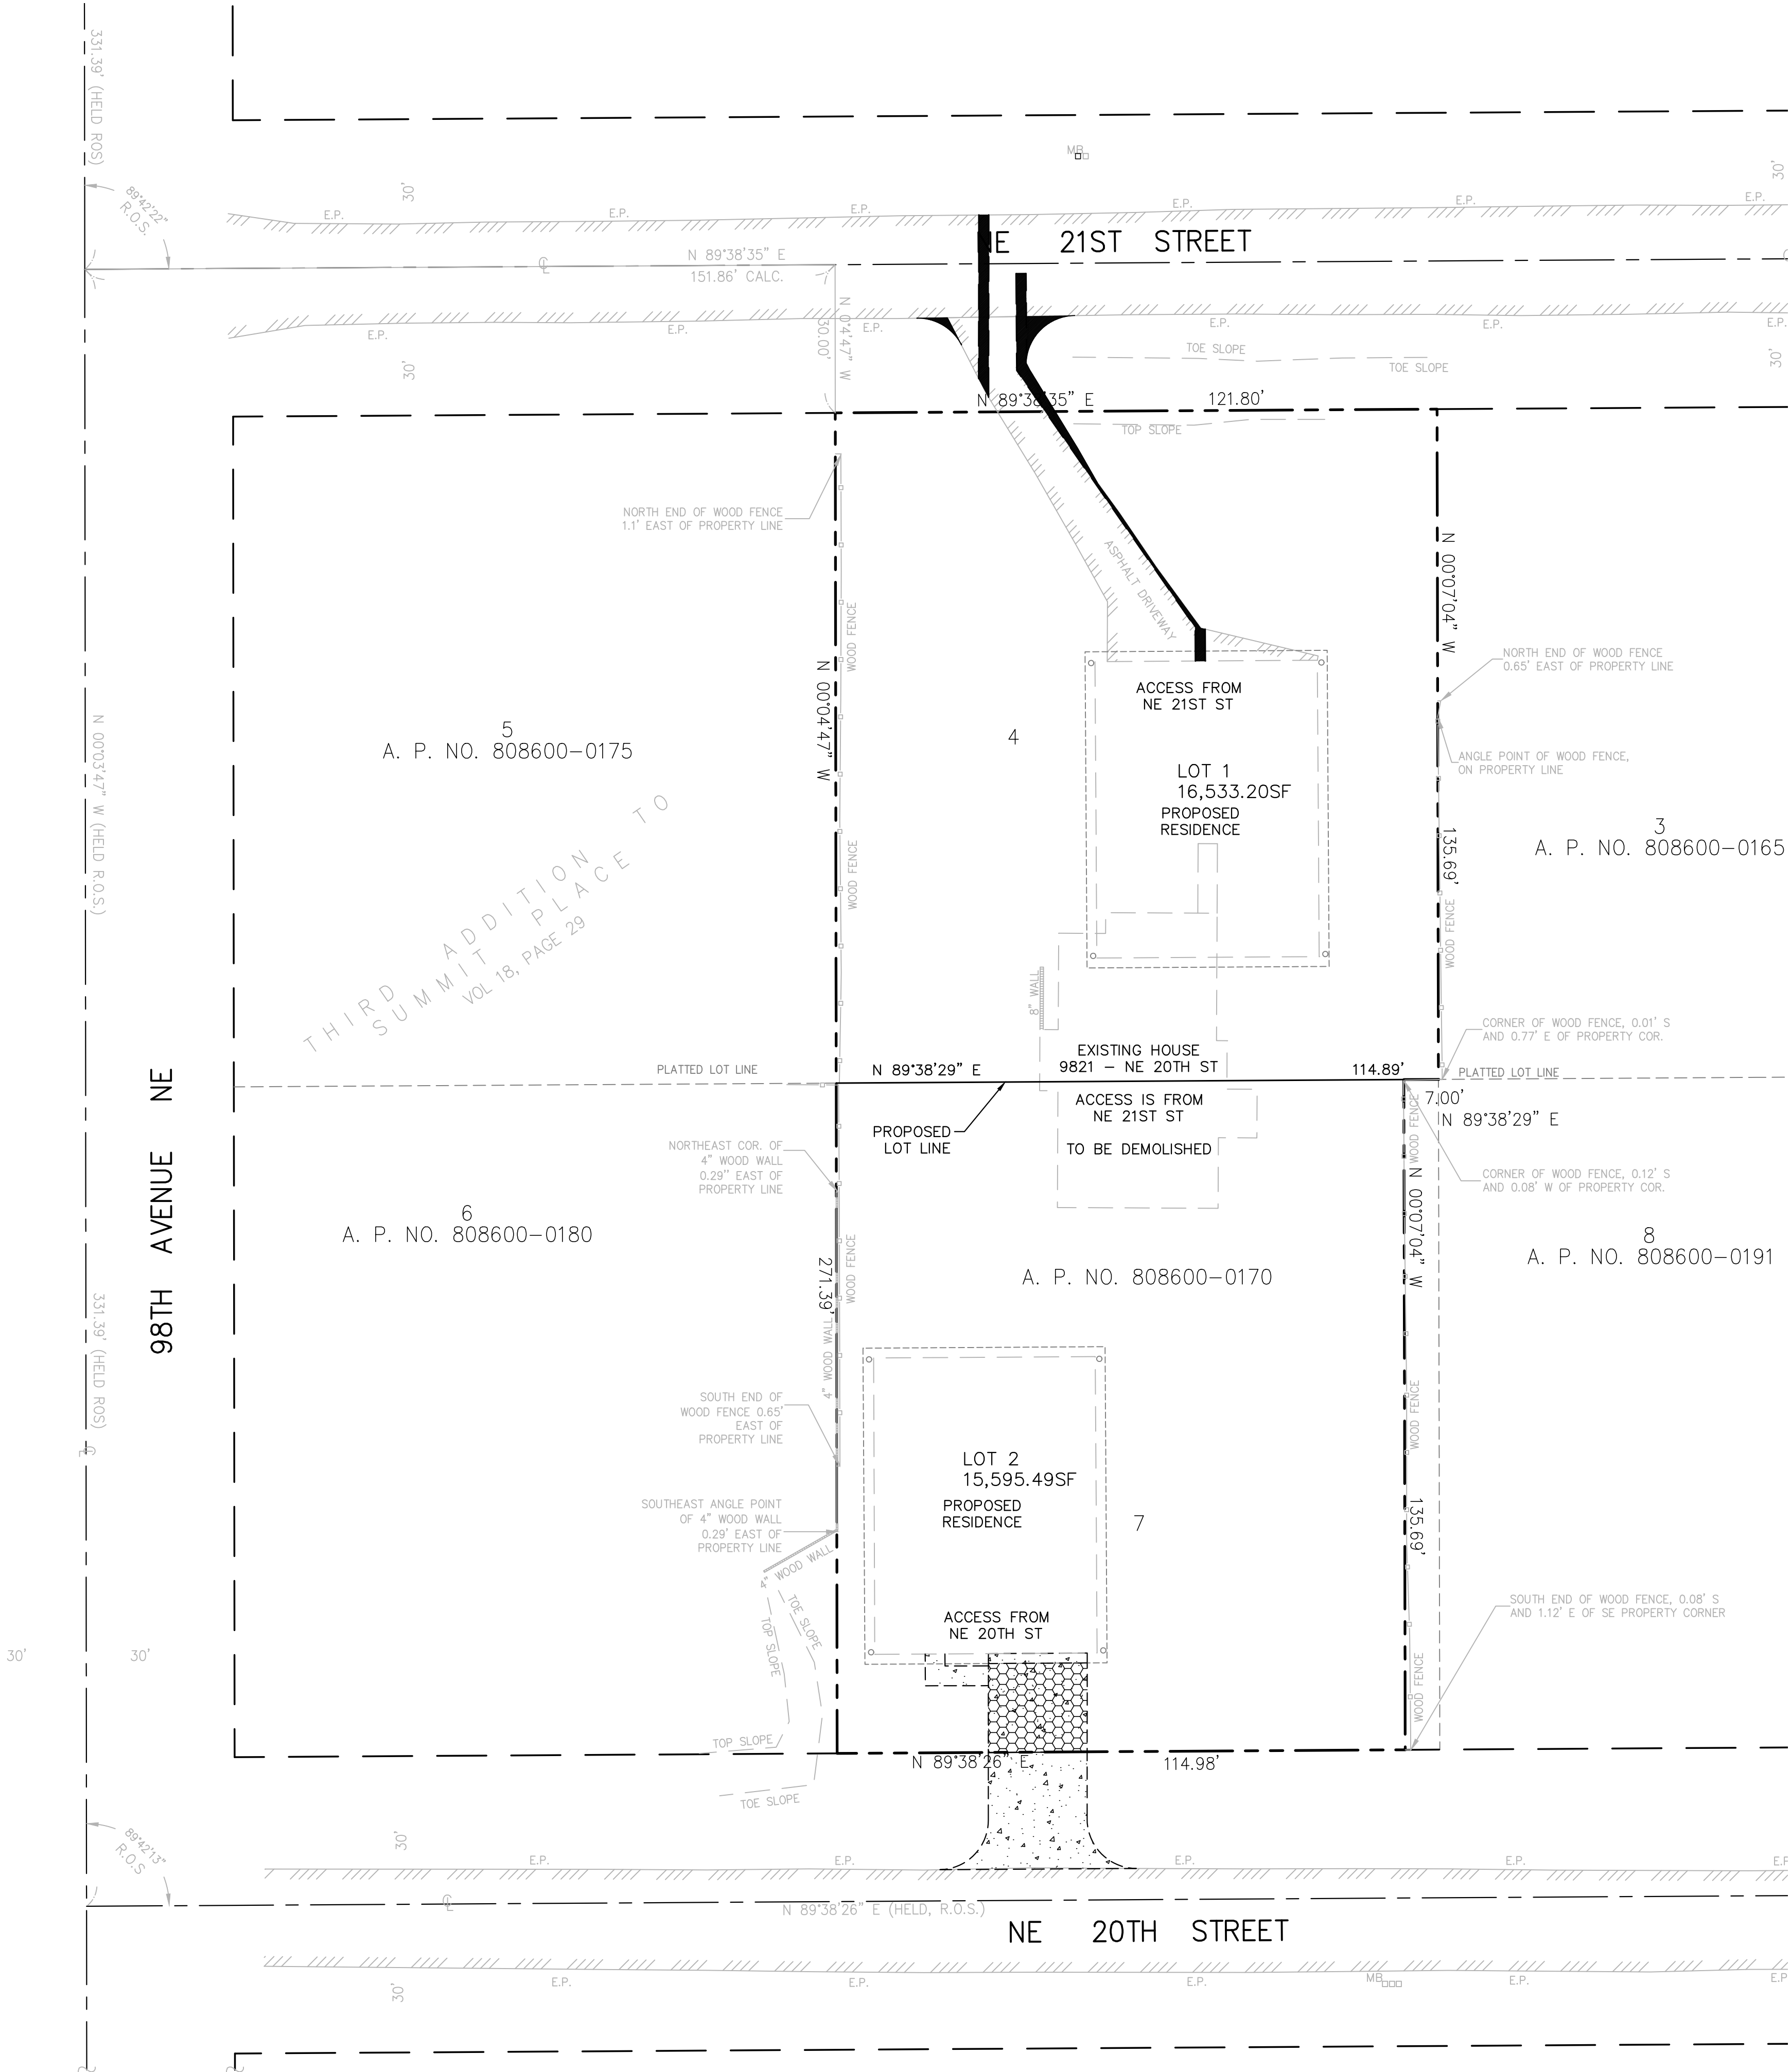 331.39' (HELD ROS)
89°42'22"
R.O.S.
30'
MB
30'
E.P.
E.P.
E.P.
E.P.
E.P.
E.P.
NE 21ST STREET
N 89°38'35" E
151.86' CALC.
E.P.
E.P.
E.P.
E.P.
E.P.
E.P.
N 0°4'47" W
30.00'
30'
30'
TOE SLOPE
TOE SLOPE
N 89°38'35" E
121.80'
TOP SLOPE
NORTH END OF WOOD FENCE
1.1' EAST OF PROPERTY LINE
ASPHALT DRIVEWAY
N 00°07'04" W
WOOD FENCE
N 00°04'47" W
NORTH END OF WOOD FENCE
0.65' EAST OF PROPERTY LINE
ACCESS FROM
NE 21ST ST
5
A. P. NO. 808600-0175
4
ANGLE POINT OF WOOD FENCE,
ON PROPERTY LINE
LOT 1
16,533.20SF
PROPOSED
RESIDENCE
N 00°03'47" W (HELD R.O.S.)
3
A. P. NO. 808600-0165
135.69'
WOOD FENCE
WOOD FENCE
THIRD ADDITION TO
SUMMIT PLACE
VOL 18, PAGE 29
8" WALL
CORNER OF WOOD FENCE, 0.01' S
AND 0.77' E OF PROPERTY COR.
EXISTING HOUSE
9821 - NE 20TH ST
PLATTED LOT LINE
N 89°38'29" E
114.89'
PLATTED LOT LINE
7.00'
N 89°38'29" E
ACCESS IS FROM
NE 21ST ST
PROPOSED
LOT LINE
TO BE DEMOLISHED
WOOD FENCE
98TH AVENUE NE
NORTHEAST COR. OF
4" WOOD WALL
0.29" EAST OF
PROPERTY LINE
CORNER OF WOOD FENCE, 0.12' S
AND 0.08' W OF PROPERTY COR.
N 00°07'04" W
6
A. P. NO. 808600-0180
8
A. P. NO. 808600-0191
A. P. NO. 808600-0170
271.39'
WOOD FENCE
331.39' (HELD ROS)
4" WOOD WALL
SOUTH END OF
WOOD FENCE 0.65'
EAST OF
PROPERTY LINE
WOOD FENCE
LOT 2
15,595.49SF
PROPOSED
RESIDENCE
7
135.69'
SOUTHEAST ANGLE POINT
OF 4" WOOD WALL
0.29' EAST OF
PROPERTY LINE
4" WOOD WALL
TOE SLOPE
TOP SLOPE
ACCESS FROM
NE 20TH ST
SOUTH END OF WOOD FENCE, 0.08' S
AND 1.12' E OF SE PROPERTY CORNER
30'
30'
WOOD FENCE
TOP SLOPE
N 89°38'26" E
114.98'
TOE SLOPE
89°42'13"
R.O.S
30'
E.P.
E.P.
E.P.
E.P.
N 89°38'26" E (HELD, R.O.S.)
NE 20TH STREET
30'
E.P.
E.P.
E.P.
MB
E.P.
E.P